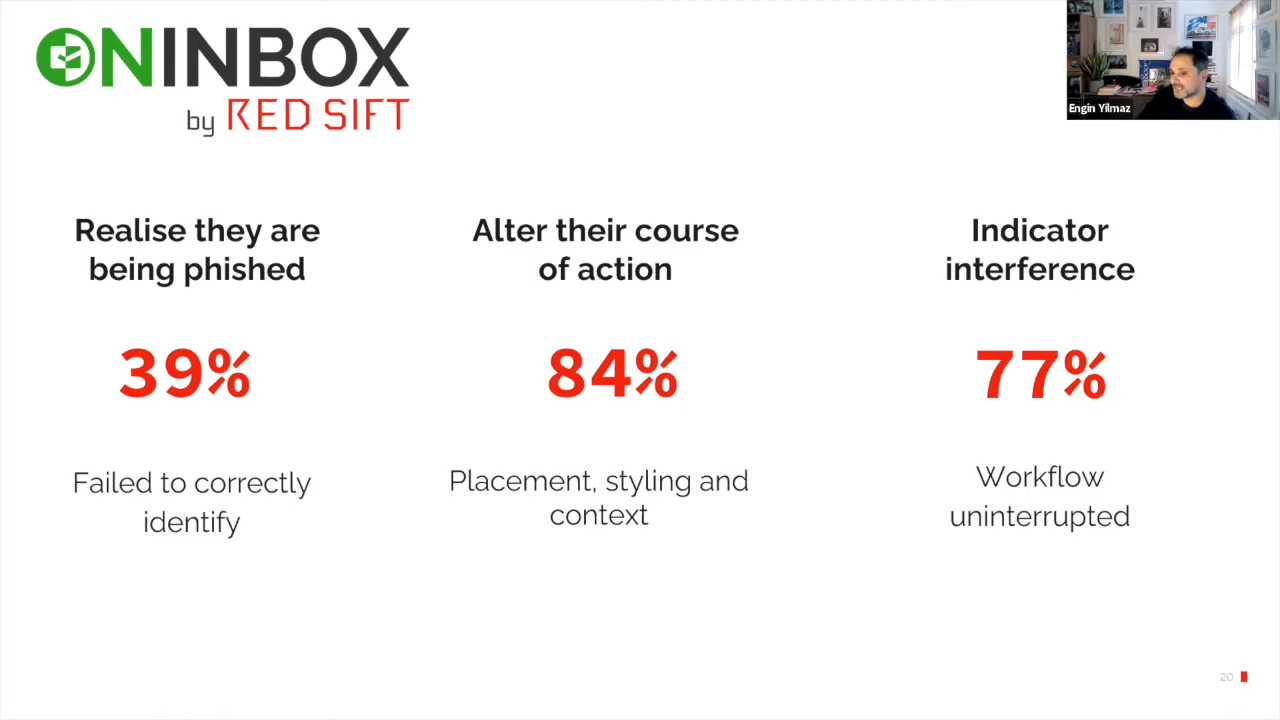 ONINBOX
by RED SIFT
Engin Yilmaz
Realise they are
being phished
39%
Failed to correctly
identify
Alter their course
of action
84%
Placement, styling and
context
Indicator
interference
77%
Workflow
uninterrupted
20